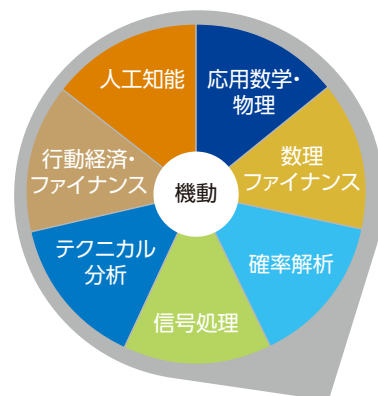 人工知能
応用数学・
物理
数理
ファイナンス
確率解析
信号処理
テクニカル
分析
行動経済・
ファイナンス
機動